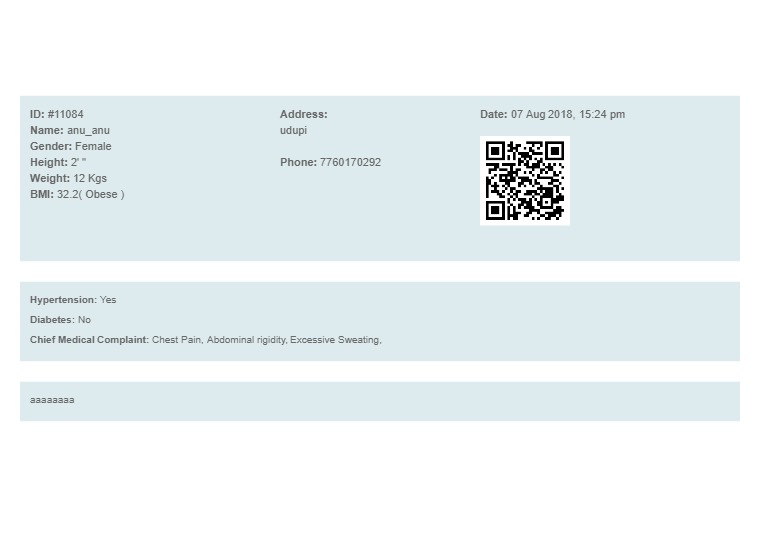 ID: #11084
Name: anu_anu
Gender: Female
Height: 2' "
Weight: 12 Kgs
BMI: 32.2( Obese )
Address:
udupi
Phone: 7760170292
Date: 07 Aug 2018, 15:24 pm
Hypertension: Yes
Diabetes: No
Chief Medical Complaint: Chest Pain, Abdominal rigidity, Excessive Sweating,
aaaaaaaa